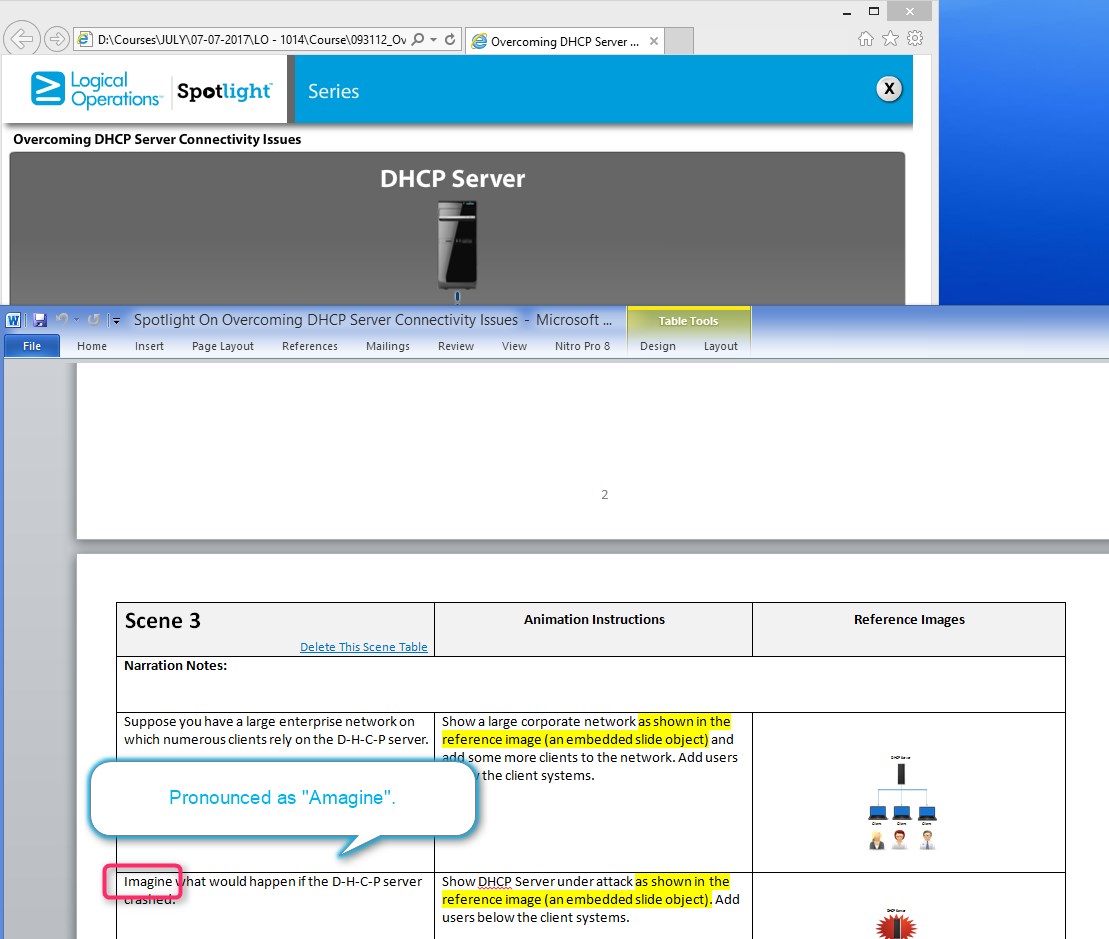 D:\Courses\JULY\07-07-2017\LO - 1014\Course\093112_Ov
Overcoming DHCP Server ...
Logical Operations™ Spotlight™ Series X
Overcoming DHCP Server Connectivity Issues
DHCP Server
W Spotlight On Overcoming DHCP Server Connectivity Issues - Microsoft ... Table Tools
File Home Insert Page Layout References Mailings Review View Nitro Pro 8 Design Layout
2
Scene 3
Delete This Scene Table
Animation Instructions
Reference Images
Narration Notes:
Suppose you have a large enterprise network on
which numerous clients rely on the D-H-C-P server.
Show a large corporate network as shown in the
reference image (an embedded slide object) and
add some more clients to the network. Add users
the client systems.
DHCP Server
Client Client Client
Pronounced as "Amagine".
Imagine what would happen if the D-H-C-P server
crashed.
Show DHCP Server under attack as shown in the
reference image (an embedded slide object). Add
users below the client systems.
DHCP Server